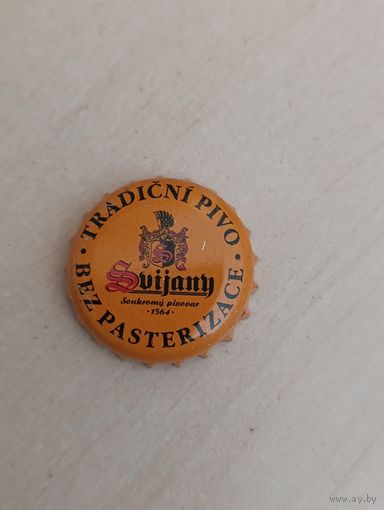 · TRADIČNÍ PIVO ·
Svijany
Soukromý pivovar
· 1564 ·
BEZ PASTERIZACE
www.ay.by